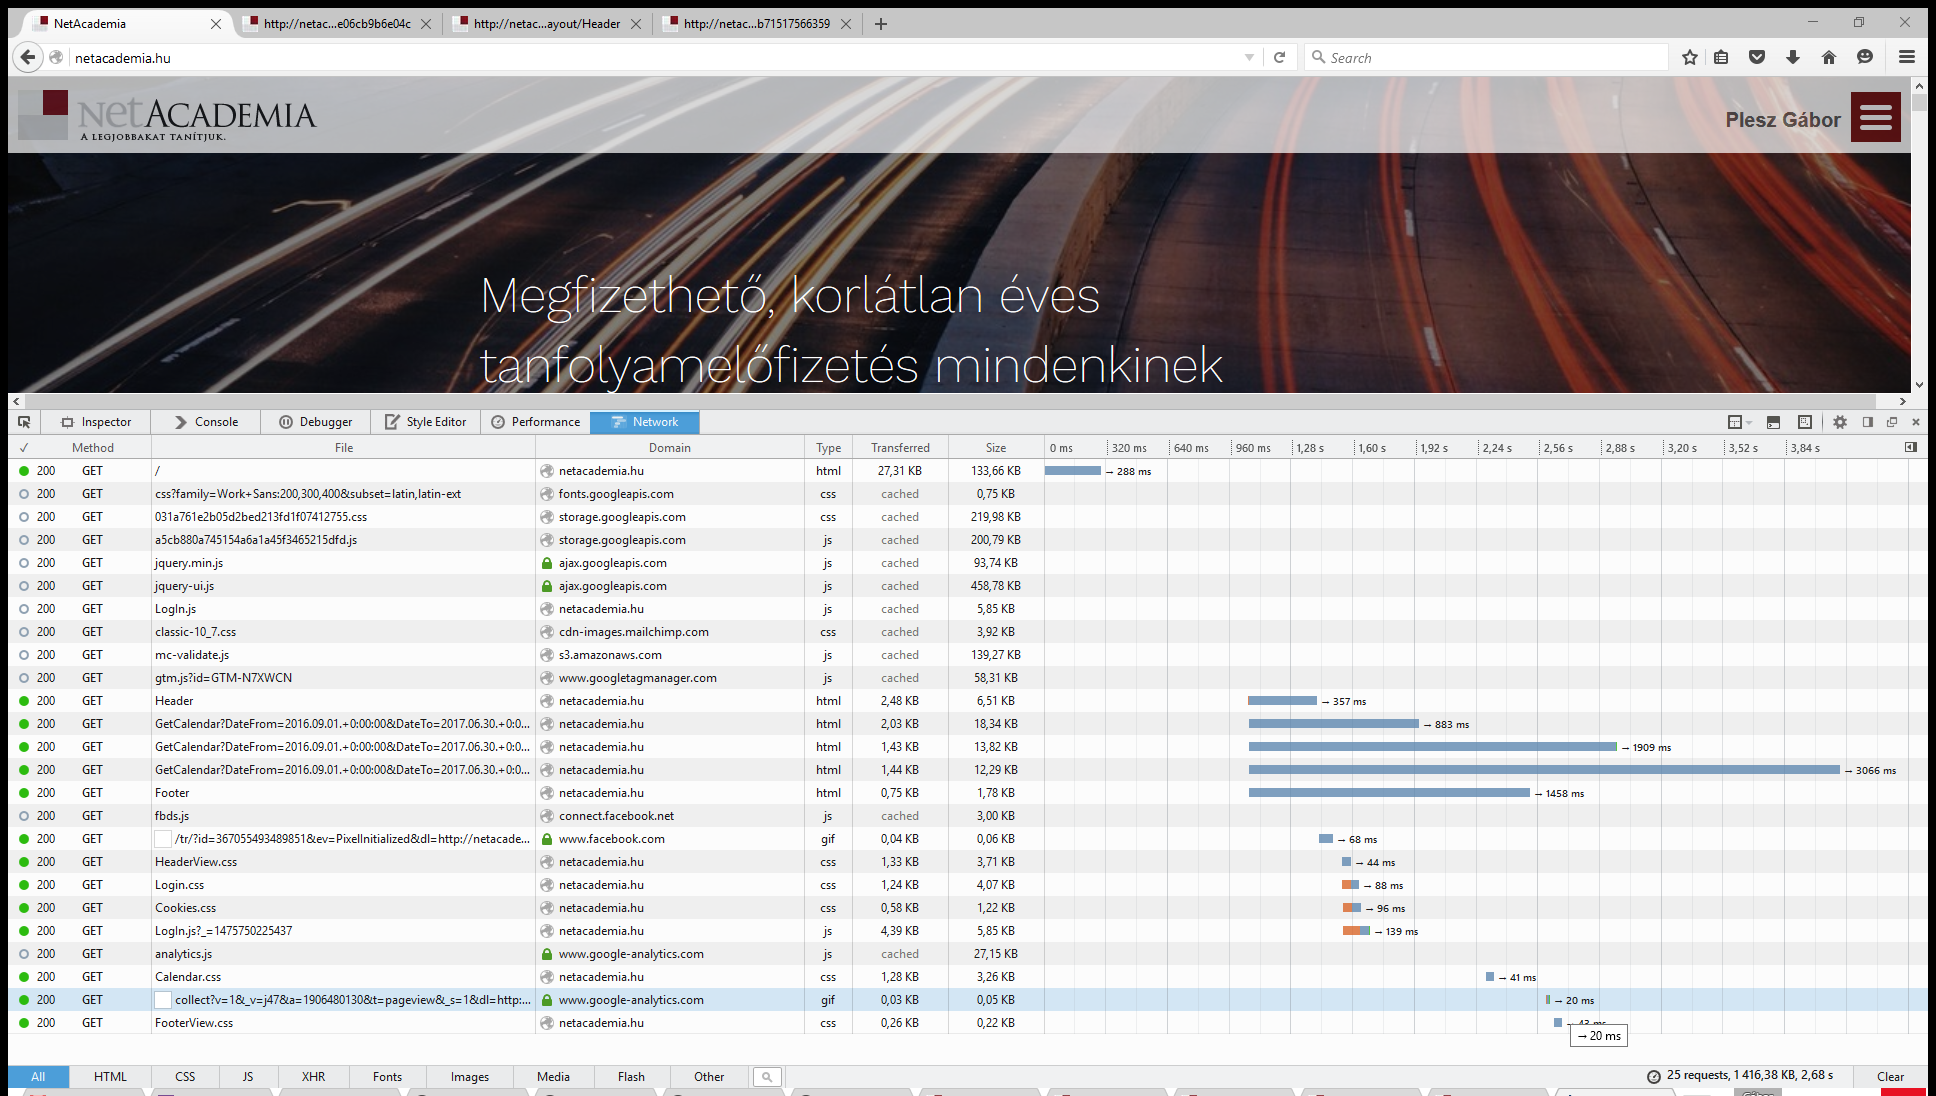 NetAcademia
http://netac...e06cb9b6e04c
http://netac...ayout/Header
http://netac...b71517566359
netacademia.hu
Search
netAcademia
A LEGJOBBAKAT TANÍTJUK.
Plesz Gábor
Megfizethető, korlátlan éves
tanfolyamelőfizetés mindenkinek
Inspector Console Debugger Style Editor Performance Network
✓ Method File Domain Type Transferred Size 0 ms 320 ms 640 ms 960 ms 1,28 s 1,60 s 1,92 s 2,24 s 2,56 s 2,88 s 3,20 s 3,52 s 3,84 s
200 GET / netacademia.hu html 27,31 KB 133,66 KB → 288 ms
200 GET css?family=Work+Sans:200,300,400&subset=latin,latin-ext fonts.googleapis.com css cached 0,75 KB
200 GET 031a761e2b05d2bed213fd1f07412755.css storage.googleapis.com css cached 219,98 KB
200 GET a5cb880a745154a6a1a45f3465215dfd.js storage.googleapis.com js cached 200,79 KB
200 GET jquery.min.js ajax.googleapis.com js cached 93,74 KB
200 GET jquery-ui.js ajax.googleapis.com js cached 458,78 KB
200 GET LogIn.js netacademia.hu js cached 5,85 KB
200 GET classic-10_7.css cdn-images.mailchimp.com css cached 3,92 KB
200 GET mc-validate.js s3.amazonaws.com js cached 139,27 KB
200 GET gtm.js?id=GTM-N7XWCN www.googletagmanager.com js cached 58,31 KB
200 GET Header netacademia.hu html 2,48 KB 6,51 KB → 357 ms
200 GET GetCalendar?DateFrom=2016.09.01.+0:00:00&DateTo=2017.06.30.+0:0... netacademia.hu html 2,03 KB 18,34 KB → 883 ms
200 GET GetCalendar?DateFrom=2016.09.01.+0:00:00&DateTo=2017.06.30.+0:0... netacademia.hu html 1,43 KB 13,82 KB → 1909 ms
200 GET GetCalendar?DateFrom=2016.09.01.+0:00:00&DateTo=2017.06.30.+0:0... netacademia.hu html 1,44 KB 12,29 KB → 3066 ms
200 GET Footer netacademia.hu html 0,75 KB 1,78 KB → 1458 ms
200 GET fbds.js connect.facebook.net js cached 3,00 KB
200 GET /tr/?id=367055493489851&ev=PixelInitialized&dl=http://netacade... www.facebook.com gif 0,04 KB 0,06 KB → 68 ms
200 GET HeaderView.css netacademia.hu css 1,33 KB 3,71 KB → 44 ms
200 GET Login.css netacademia.hu css 1,24 KB 4,07 KB → 88 ms
200 GET Cookies.css netacademia.hu css 0,58 KB 1,22 KB → 96 ms
200 GET LogIn.js?_=1475750225437 netacademia.hu js 4,39 KB 5,85 KB → 139 ms
200 GET analytics.js www.google-analytics.com js cached 27,15 KB
200 GET Calendar.css netacademia.hu css 1,28 KB 3,26 KB → 41 ms
200 GET collect?v=1&_v=j47&a=1906480130&t=pageview&_s=1&dl=http:... www.google-analytics.com gif 0,03 KB 0,05 KB → 20 ms
200 GET FooterView.css netacademia.hu css 0,26 KB 0,22 KB
→ 20 ms
All HTML CSS JS XHR Fonts Images Media Flash Other 25 requests, 1 416,38 KB, 2,68 s Clear